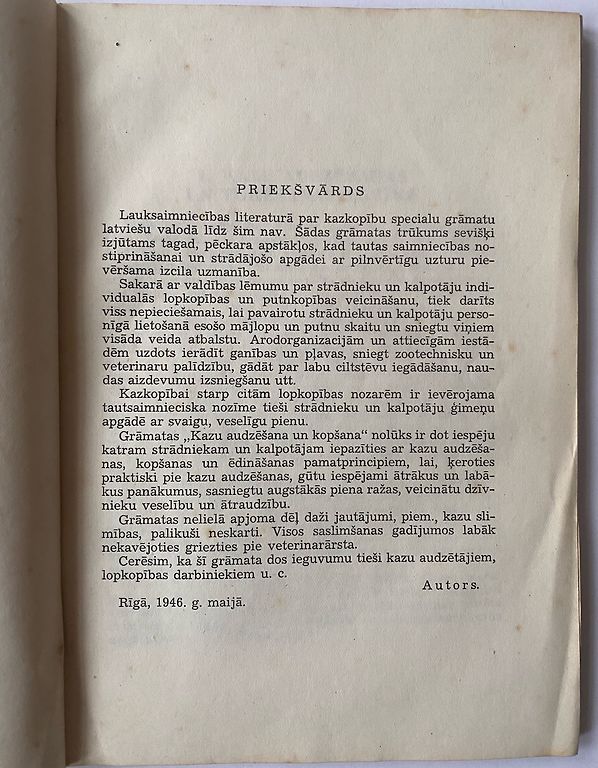 PRIEKŠVĀRDS
Lauksaimniecības literaturā par kazkopību specialu grāmatu
latviešu valodā līdz šim nav. Šādas grāmatas trūkums sevišķi
izjūtams tagad, pēckara apstākļos, kad tautas saimniecības no-
stiprināšanai un strādājošo apgādei ar pilnvērtīgu uzturu pie-
vēršama izcila uzmanība.
Sakarā ar valdības lēmumu par strādnieku un kalpotāju indi-
viduālās lopkopības un putnkopības veicināšanu, tiek darīts
viss nepieciešamais, lai pavairotu strādnieku un kalpotāju perso-
nīgā lietošanā esošo mājlopu un putnu skaitu un sniegtu viņiem
visāda veida atbalstu. Arodorganizacijām un attiecīgām iestā-
dēm uzdots ierādīt ganības un pļavas, sniegt zootechnisku un
veterinaru palīdzību, gādāt par labu ciltstēvu iegādāšanu, nau-
das aizdevumu izsniegšanu utt.
Kazkopībai starp citām lopkopības nozarēm ir ievērojama
tautsaimnieciska nozīme tieši strādnieku un kalpotāju ģimeņu
apgādē ar svaigu, veselīgu pienu.
Grāmatas „Kazu audzēšana un kopšana“ nolūks ir dot iespēju
katram strādniekam un kalpotājam iepazīties ar kazu audzēša-
nas, kopšanas un ēdināšanas pamatprincipiem, lai, ķeroties
praktiski pie kazu audzēšanas, gūtu iespējami ātrākus un labā-
kus panākumus, sasniegtu augstākās piena ražas, veicinātu dzīv-
nieku veselību un ātraudzību.
Grāmatas nelielā apjoma dēļ daži jautājumi, piem., kazu sli-
mības, palikuši neskarti. Visos saslimšanas gadījumos labāk
nekavējoties griezties pie veterinarārsta.
Cerēsim, ka šī grāmata dos ieguvumu tieši kazu audzētājiem,
lopkopības darbiniekiem u. c.
Autors.
Rīgā, 1946. g. maijā.